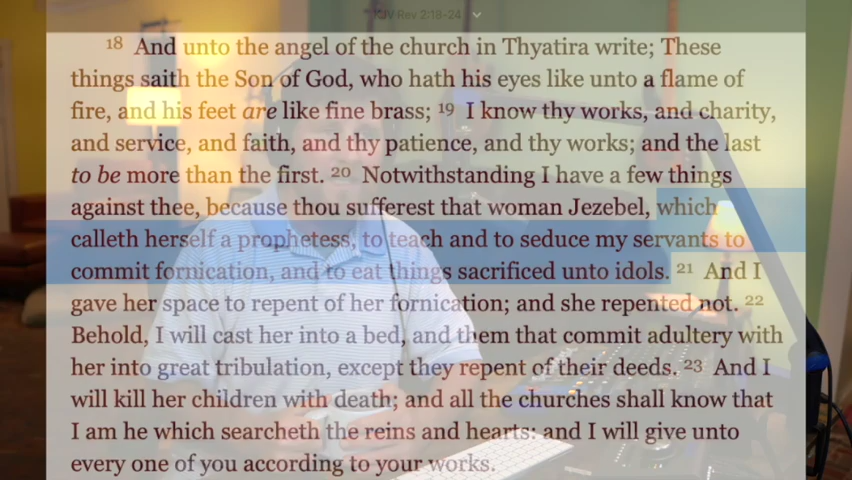 KJV Rev 2:18-24
18 And unto the angel of the church in Thyatira write; These
things saith the Son of God, who hath his eyes like unto a flame of
fire, and his feet are like fine brass; 19 I know thy works, and charity,
and service, and faith, and thy patience, and thy works; and the last
to be more than the first. 20 Notwithstanding I have a few things
against thee, because thou sufferest that woman Jezebel, which
calleth herself a prophetess, to teach and to seduce my servants to
commit fornication, and to eat things sacrificed unto idols. 21 And I
gave her space to repent of her fornication; and she repented not. 22
Behold, I will cast her into a bed, and them that commit adultery with
her into great tribulation, except they repent of their deeds. 23 And I
will kill her children with death; and all the churches shall know that
I am he which searcheth the reins and hearts: and I will give unto
every one of you according to your works.